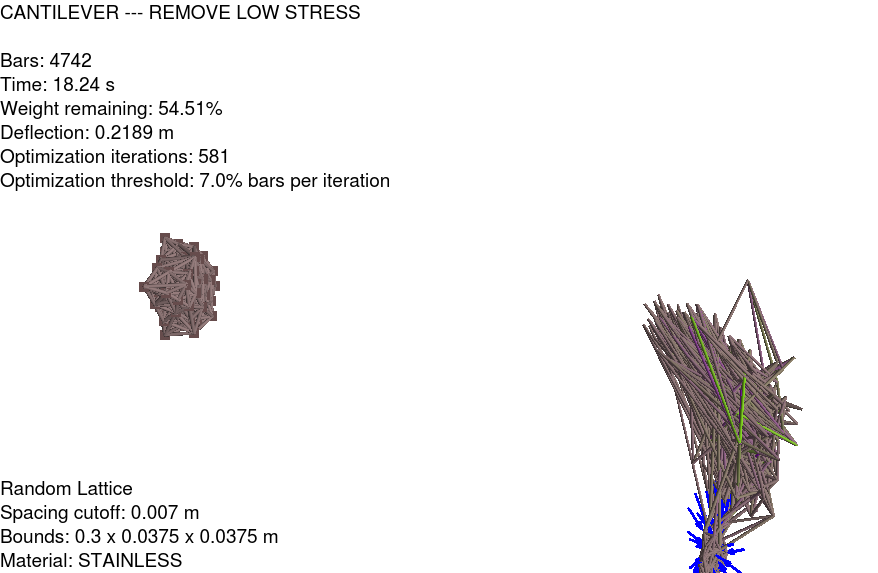 CANTILEVER --- REMOVE LOW STRESS
Bars: 4742
Time: 18.24 s
Weight remaining: 54.51%
Deflection: 0.2189 m
Optimization iterations: 581
Optimization threshold: 7.0% bars per iteration
Random Lattice
Spacing cutoff: 0.007 m
Bounds: 0.3 x 0.0375 x 0.0375 m
Material: STAINLESS